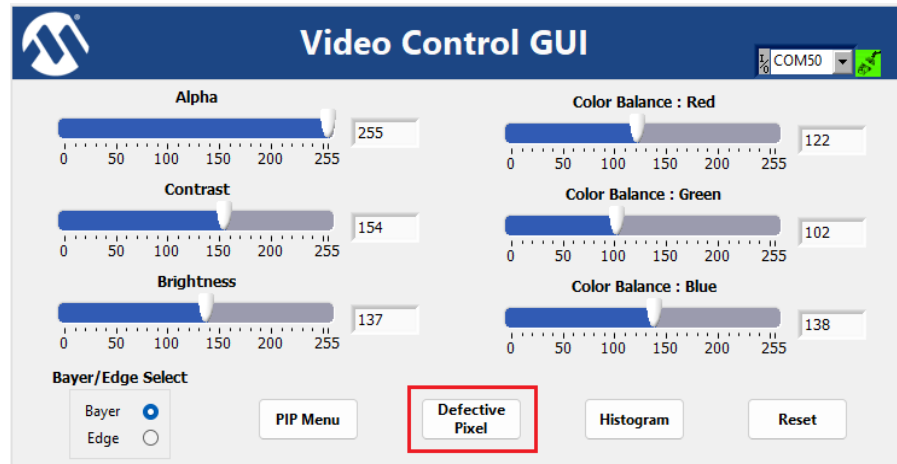 Video Control GUI
I/O COM50
Alpha
255
0 50 100 150 200 255
Contrast
154
0 50 100 150 200 255
Brightness
137
0 50 100 150 200 255
Color Balance : Red
122
0 50 100 150 200 255
Color Balance : Green
102
0 50 100 150 200 255
Color Balance : Blue
138
0 50 100 150 200 255
Bayer/Edge Select
Bayer
Edge
PIP Menu
Defective
Pixel
Histogram
Reset